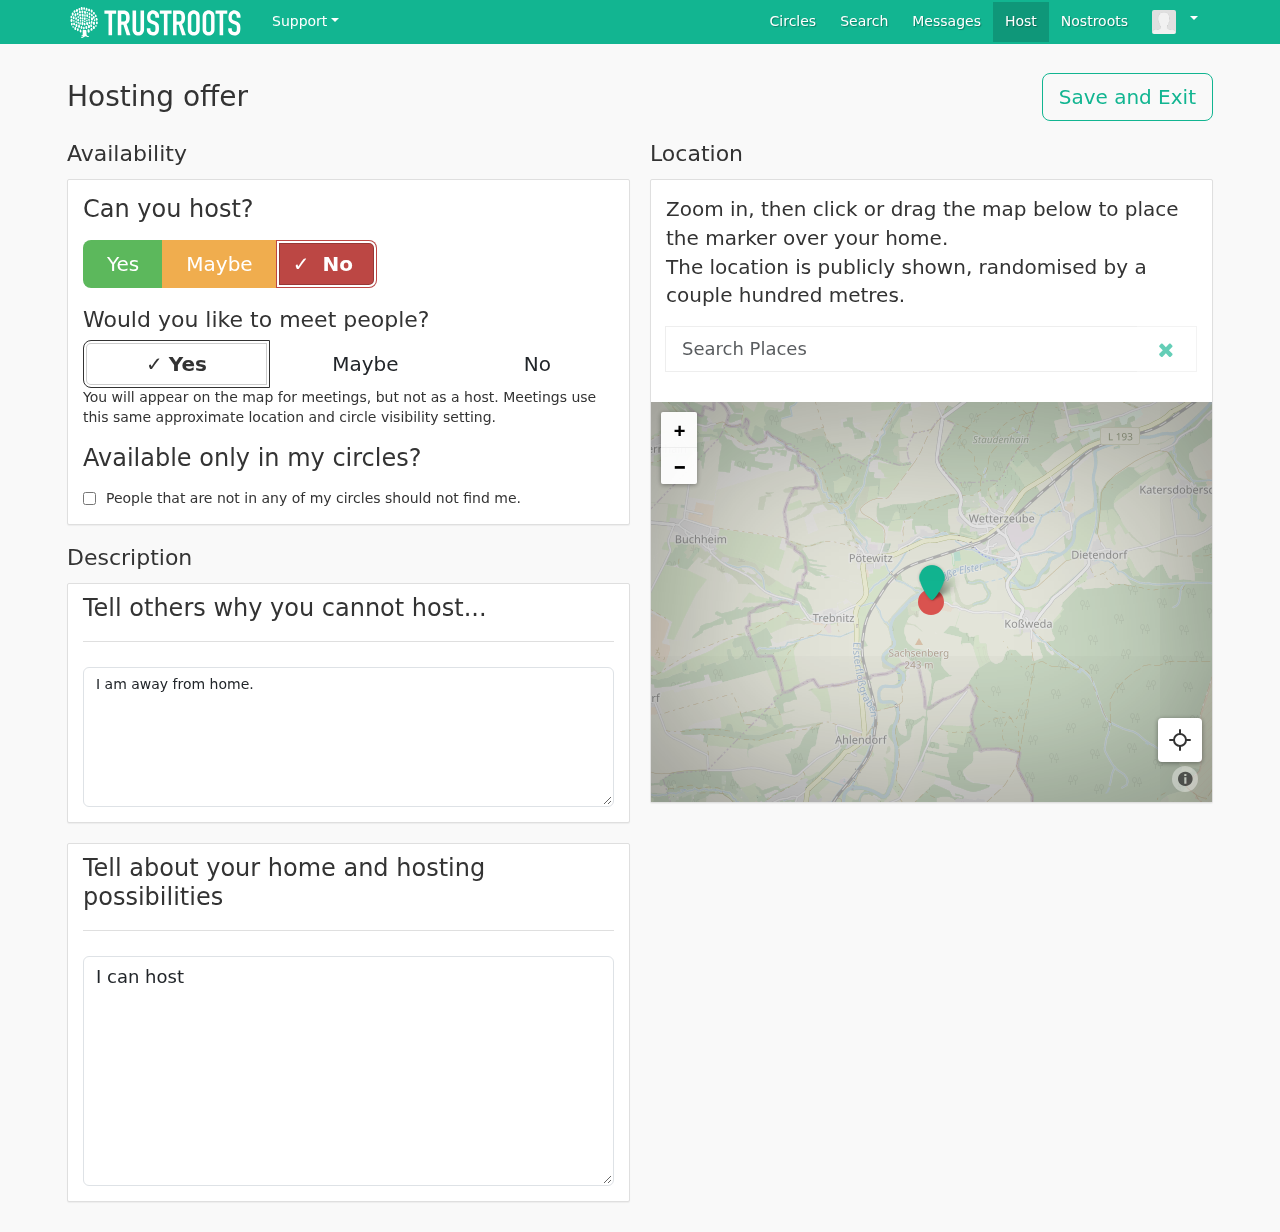 TRUSTROOTS
Support
Circles
Search
Messages
Host
Nostroots
Hosting offer
Save and Exit
Availability
Can you host?
Yes
Maybe
✓ No
Would you like to meet people?
✓ Yes
Maybe
No
You will appear on the map for meetings, but not as a host. Meetings use
this same approximate location and circle visibility setting.
Available only in my circles?
People that are not in any of my circles should not find me.
Description
Tell others why you cannot host...
I am away from home.
Tell about your home and hosting
possibilities
I can host
Location
Zoom in, then click or drag the map below to place
the marker over your home.
The location is publicly shown, randomised by a
couple hundred metres.
Search Places
+
−
Staudenhain
L 193
Katersdobersd
Wetterzeube
Buchheim
Pötewitz
Dietendorf
Elster
Trebnitz
Koßweda
Sachsenberg
243 m
Elsterfloßgraben
Ahlendorf